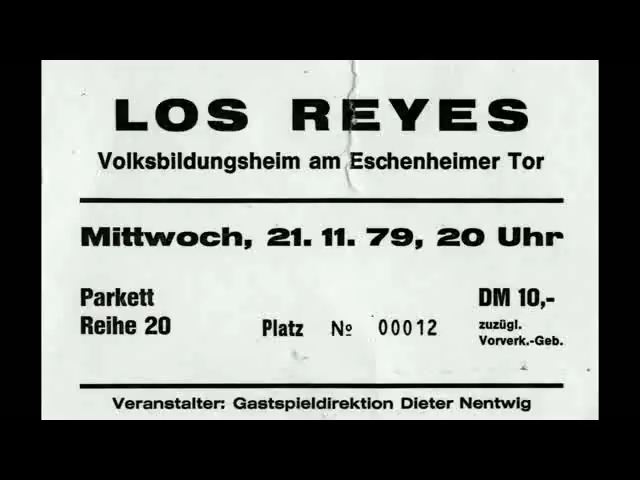 LOS REYES
Volksbildungsheim am Eschenheimer Tor
Mittwoch, 21. 11. 79, 20 Uhr
Parkett
Reihe 20
Platz № 00012
DM 10,-
zuzügl.
Vorverk.-Geb.
Veranstalter: Gastspieldirektion Dieter Nentwig